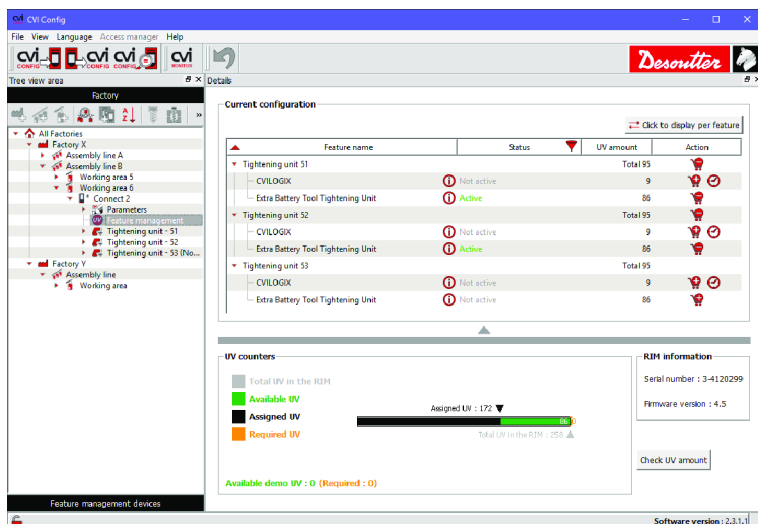 CVI Config
File View Language Access manager Help
cvi CONFIG cvi CONFIG cvi CONFIG cvi MONITOR
Desoutter
Tree view area
Details
Factory
All Factories
Factory X
Assembly line A
Assembly line B
Working area 5
Working area 6
Connect 2
Parameters
UV Feature management
Tightening unit - 51
Tightening unit - 52
Tightening unit - 53 (No...
Factory Y
Assembly line
Working area
Feature management devices
Current configuration
Click to display per feature
Feature name Status UV amount Action
Tightening unit 51 Total 95
CVILOGIX Not active 9
Extra Battery Tool Tightening Unit Active 86
Tightening unit 52 Total 95
CVILOGIX Not active 9
Extra Battery Tool Tightening Unit Active 86
Tightening unit 53 Total 95
CVILOGIX Not active 9
Extra Battery Tool Tightening Unit Not active 86
UV counters
Total UV in the RIM
Available UV
Assigned UV
Required UV
Assigned UV : 172
86
Total UV in the RIM : 258
Available demo UV : 0 (Required : 0)
RIM information
Serial number : 3-4120299
Firmware version : 4.5
Check UV amount
Software version : 2.3.1.1